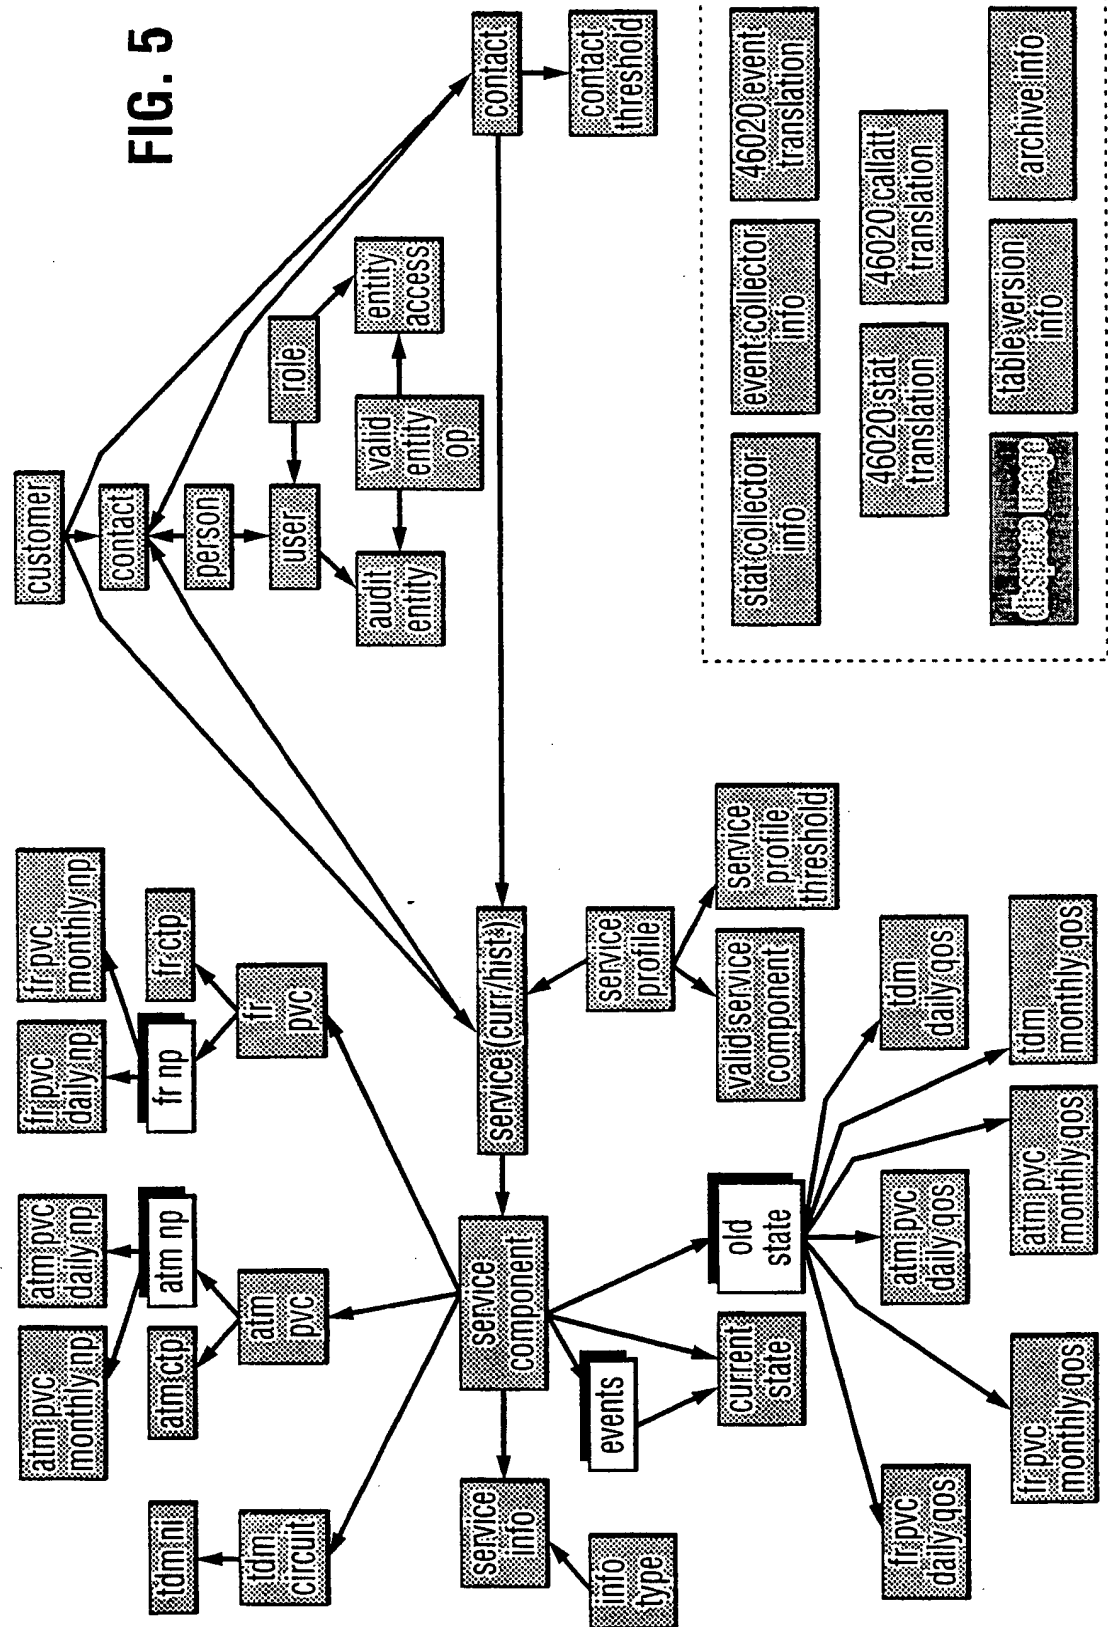 FIG. 5
customer
contact
person
user
role
audit
entity
valid
entity
op
entity
access
contact
contact
threshold
tdm ni
tdm
circuit
atm pvc
monthly np
atm pvc
daily np
atm ctp
atm np
atm
pvc
fr pvc
daily np
fr pvc
monthly np
fr np
fr ctp
fr
pvc
service
info
info
type
service
component
service (curr/hist*)
service
profile
valid service
component
service
profile
threshold
events
current
state
old
state
fr pvc
daily qos
fr pvc
monthly qos
atm pvc
daily qos
atm pvc
monthly qos
tdm
daily qos
tdm
monthly qos
stat collector
info
event collector
info
46020 event
translation
46020 stat
translation
46020 callatt
translation
dbspace usage
table version
info
archive info